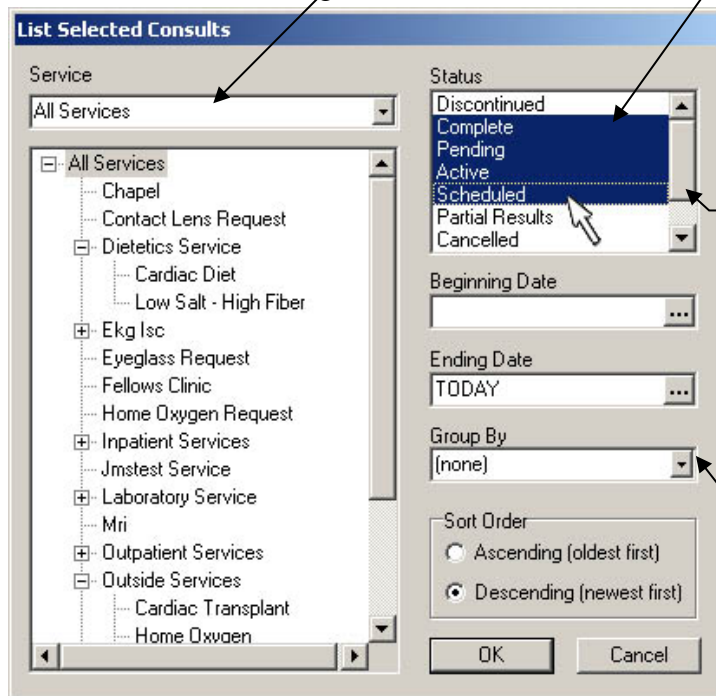 List Selected Consults
Service
All Services
All Services
Chapel
Contact Lens Request
Dietetics Service
Cardiac Diet
Low Salt - High Fiber
Ekg Isc
Eyeglass Request
Fellows Clinic
Home Oxygen Request
Inpatient Services
Jmstest Service
Laboratory Service
Mri
Outpatient Services
Outside Services
Cardiac Transplant
Home Oxygen
Status
Discontinued
Complete
Pending
Active
Scheduled
Partial Results
Cancelled
Beginning Date
...
Ending Date
TODAY ...
Group By
(none)
Sort Order
Ascending (oldest first)
Descending (newest first)
OK Cancel